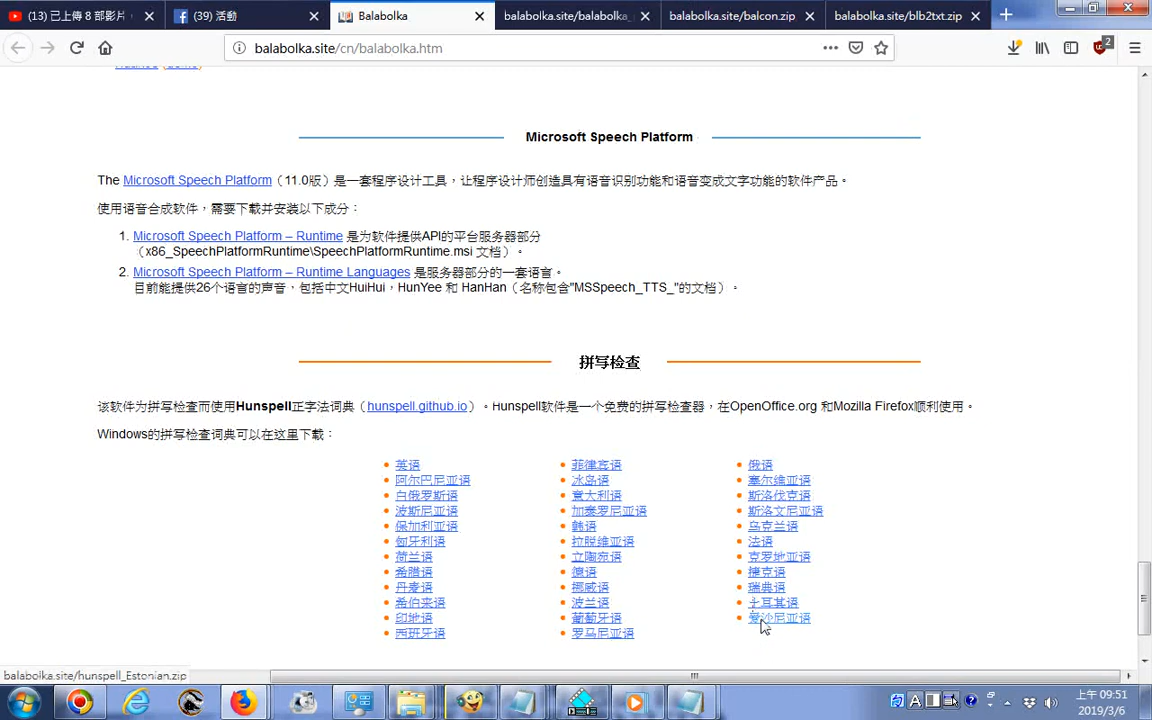 (13) 已上傳 8 部影片
(39) 活動
Balabolka
balabolka.site/balabolka_
balabolka.site/balcon.zip
balabolka.site/blb2txt.zip
balabolka.site/cn/balabolka.htm
2
Microsoft Speech Platform
The Microsoft Speech Platform（11.0版）是一套程序设计工具，让程序设计师创造具有语音识别功能和语音变成文字功能的软件产品。
使用语音合成软件，需要下载并安装以下成分：
1. Microsoft Speech Platform – Runtime 是为软件提供API的平台服务器部分
（x86_SpeechPlatformRuntime\SpeechPlatformRuntime.msi 文档）。
2. Microsoft Speech Platform – Runtime Languages 是服务器部分的一套语言。
目前能提供26个语言的声音，包括中文HuiHui，HunYee 和 HanHan（名称包含"MSSpeech_TTS_"的文档）。
拼写检查
该软件为拼写检查而使用Hunspell正字法词典（hunspell.github.io）。Hunspell软件是一个免费的拼写检查器，在OpenOffice.org 和Mozilla Firefox顺利使用。
Windows的拼写检查词典可以在这里下载：
英语
阿尔巴尼亚语
白俄罗斯语
波斯尼亚语
保加利亚语
匈牙利语
荷兰语
希腊语
丹麦语
希伯来语
印地语
西班牙语
菲律宾语
冰岛语
意大利语
加泰罗尼亚语
韩语
拉脱维亚语
立陶宛语
德语
挪威语
波兰语
葡萄牙语
罗马尼亚语
俄语
塞尔维亚语
斯洛伐克语
斯洛文尼亚语
乌克兰语
法语
克罗地亚语
捷克语
瑞典语
土耳其语
爱沙尼亚语
balabolka.site/hunspell_Estonian.zip
上午 09:51
2019/3/6